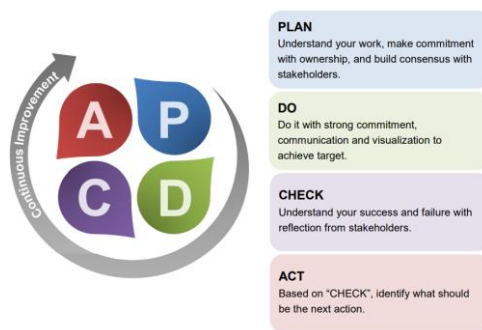 Continuous Improvement
A P
C D
PLAN
Understand your work, make commitment
with ownership, and build consensus with
stakeholders.
DO
Do it with strong commitment,
communication and visualization to
achieve target.
CHECK
Understand your success and failure with
reflection from stakeholders.
ACT
Based on “CHECK”, identify what should
be the next action.